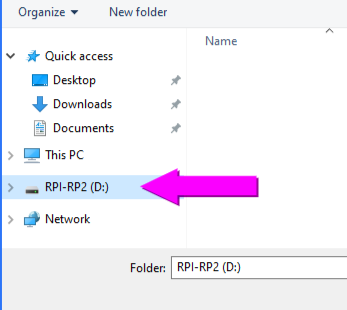 Organize New folder
Name
Quick access
Desktop
Downloads
Documents
This PC
RPI-RP2 (D:)
Network
Folder: RPI-RP2 (D:)